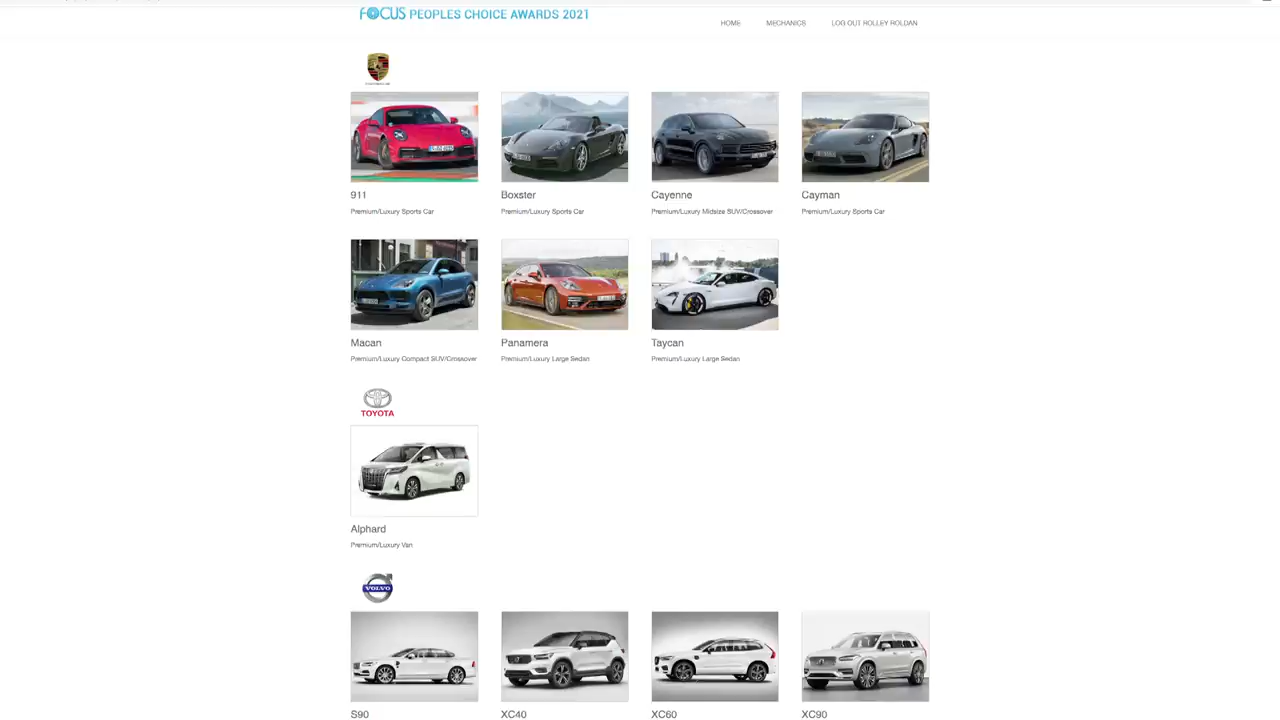 FOCUS PEOPLES CHOICE AWARDS 2021
HOME MECHANICS LOG OUT ROLLEY ROLDAN
911 Boxster Cayenne Cayman
Premium/Luxury Sports Car Premium/Luxury Sports Car Premium/Luxury Midsize SUV/Crossover Premium/Luxury Sports Car
Macan Panamera Taycan
Premium/Luxury Compact SUV/Crossover Premium/Luxury Large Sedan Premium/Luxury Large Sedan
TOYOTA
Alphard
Premium/Luxury Van
VOLVO
S90 XC40 XC60 XC90